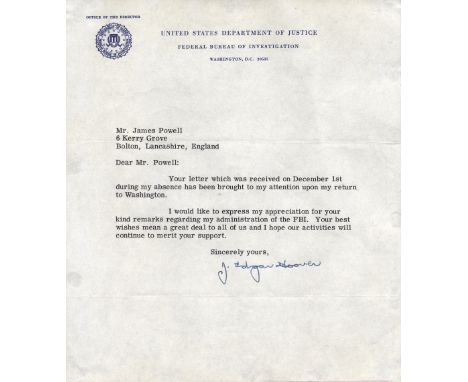 OFFICE OF THE DIRECTOR
UNITED STATES DEPARTMENT OF JUSTICE
FEDERAL BUREAU OF INVESTIGATION
WASHINGTON, D.C. 20535
Mr. James Powell
6 Kerry Grove
Bolton, Lancashire, England
Dear Mr. Powell:
Your letter which was received on December 1st
during my absence has been brought to my attention upon my return
to Washington.
I would like to express my appreciation for your
kind remarks regarding my administration of the FBI. Your best
wishes mean a great deal to all of us and I hope our activities will
continue to merit your support.
Sincerely yours,
J. Edgar Hoover